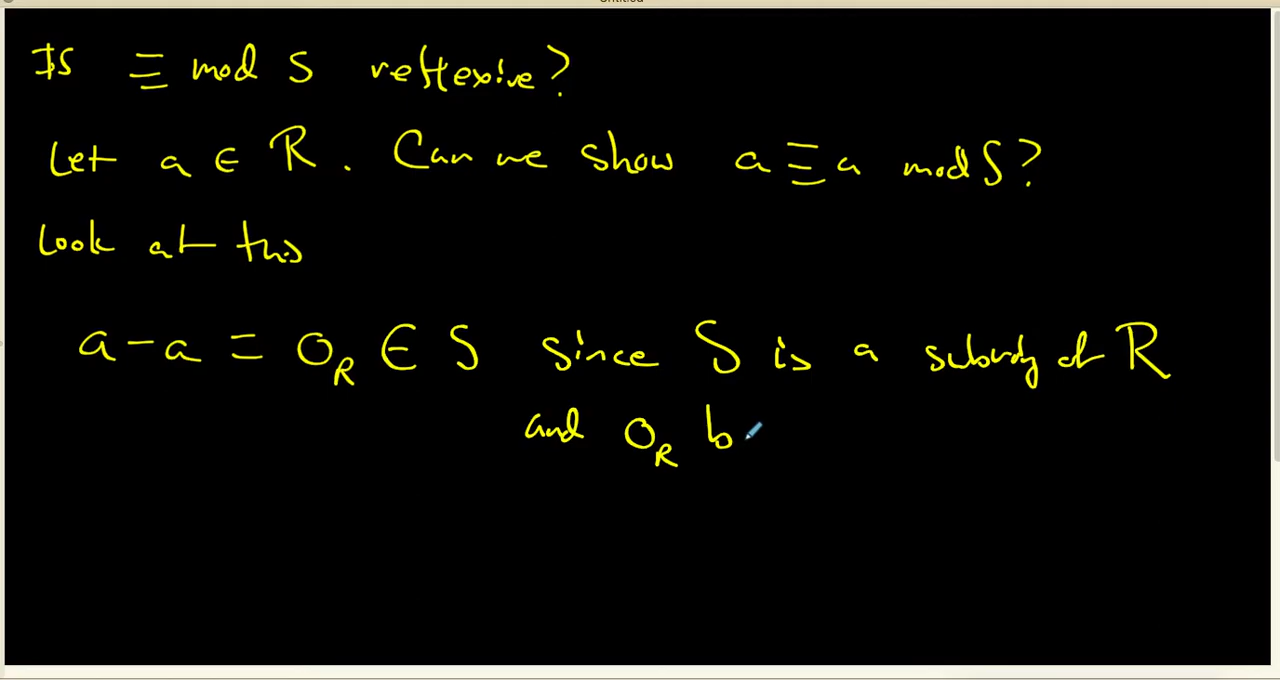 Is ≡ mod S reflexive?
Let a ∈ R. Can we show a ≡ a mod S?
Look at this
a - a = 0_R ∈ S since S is a subring of R
and 0_R b